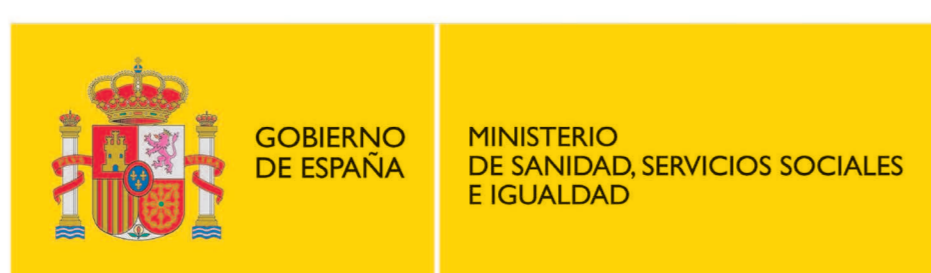 GOBIERNO
DE ESPAÑA
MINISTERIO
DE SANIDAD, SERVICIOS SOCIALES
E IGUALDAD